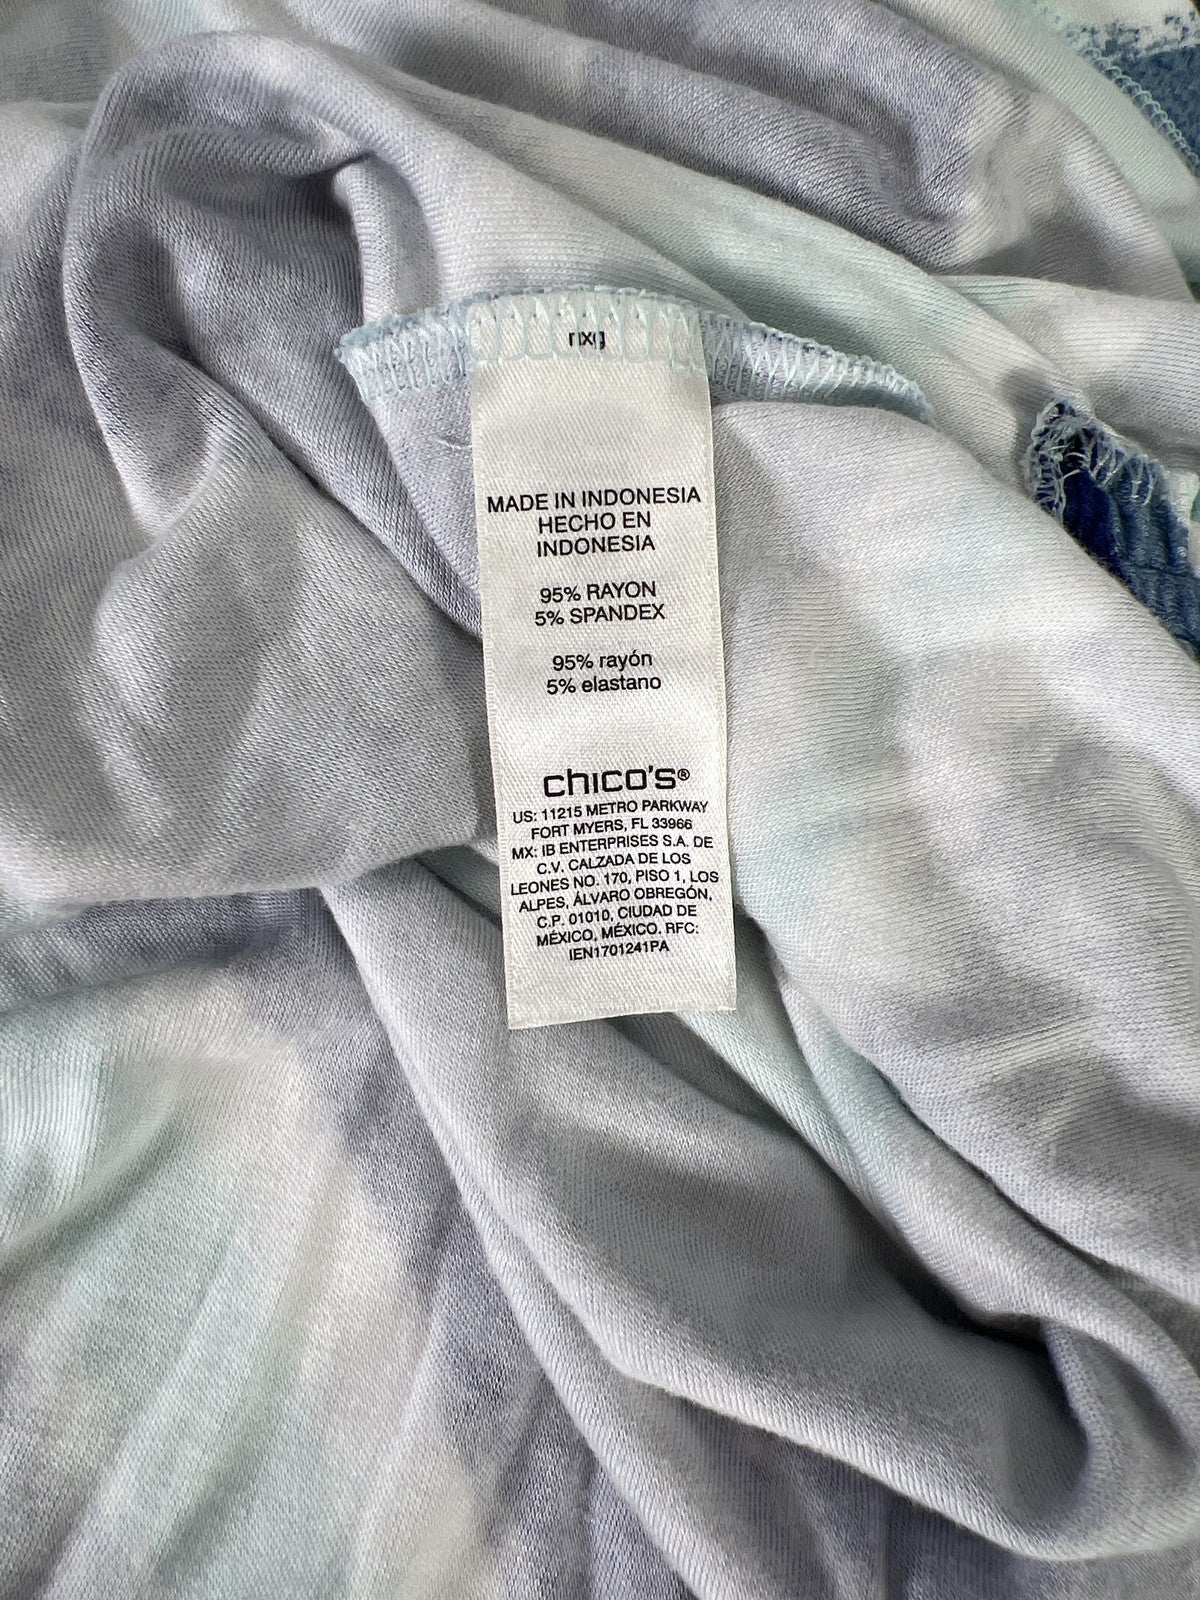 MADE IN INDONESIA
HECHO EN
INDONESIA
95% RAYON
5% SPANDEX
95% rayón
5% elastano
chico's®
US: 11215 METRO PARKWAY
FORT MYERS, FL 33966
MX: IB ENTERPRISES S.A. DE
C.V. CALZADA DE LOS
LEONES NO. 170, PISO 1, LOS
ALPES, ÁLVARO OBREGÓN,
C.P. 01010, CIUDAD DE
MÉXICO, MÉXICO. RFC:
IEN1701241PA